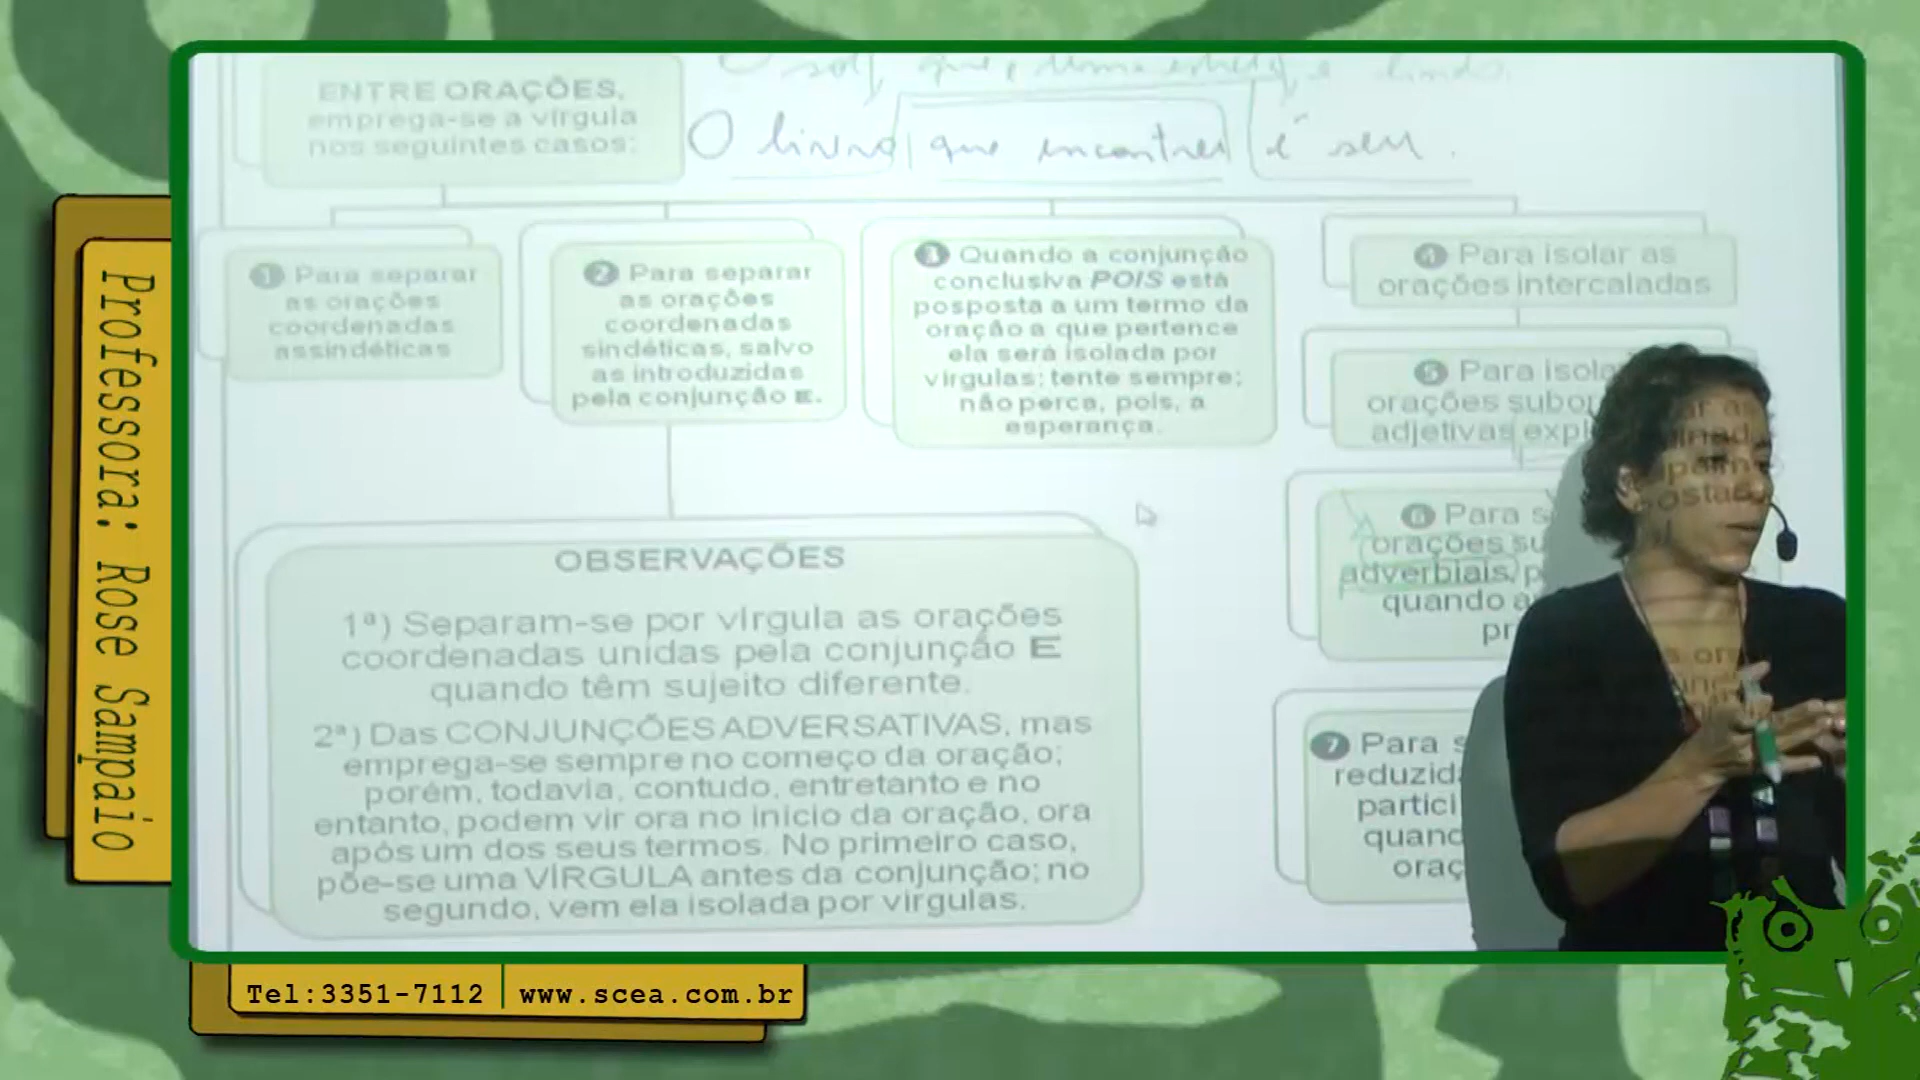 O sol, que é uma estrela, é lindo.
O livro que encontrei é seu.
ENTRE ORAÇÕES,
emprega-se a vírgula
nos seguintes casos:
1 Para separar
as orações
coordenadas
assindéticas
2 Para separar
as orações
coordenadas
sindéticas, salvo
as introduzidas
pela conjunção E.
3 Quando a conjunção
conclusiva POIS está
posposta a um termo da
oração a que pertence
ela será isolada por
vírgulas: tente sempre;
não perca, pois, a
esperança.
4 Para isolar as
orações intercaladas
5 Para isola
orações subor
adjetivas expl
6 Para s
orações su
adverbiais, p
quando a
pr
7 Para s
reduzid
partici
quand
oraç
OBSERVAÇÕES
1ª) Separam-se por vírgula as orações
coordenadas unidas pela conjunção E
quando têm sujeito diferente.
2ª) Das CONJUNÇÕES ADVERSATIVAS, mas
emprega-se sempre no começo da oração;
porém, todavia, contudo, entretanto e no
entanto, podem vir ora no início da oração, ora
após um dos seus termos. No primeiro caso,
põe-se uma VÍRGULA antes da conjunção; no
segundo, vem ela isolada por vírgulas.
Professora: Rose Sampaio
Tel:3351-7112 www.scea.com.br